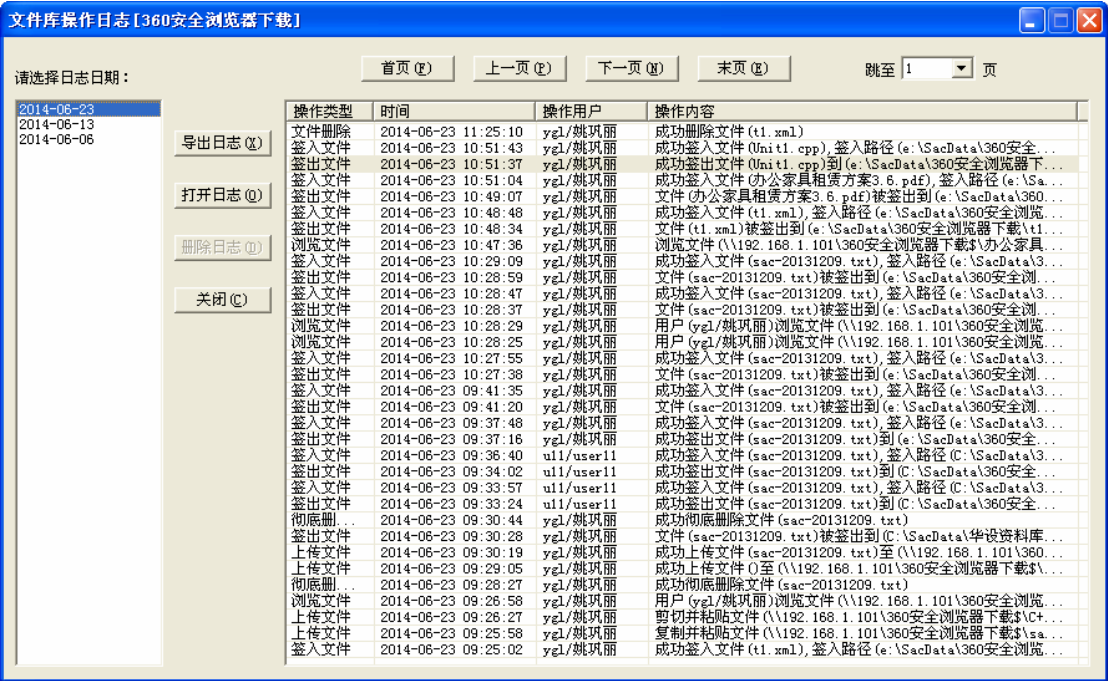 文件库操作日志[360安全浏览器下载]
首页(F) 上一页(P) 下一页(N) 末页(E) 跳至 1 页
请选择日志日期：
2014-06-23
2014-06-13
2014-06-06
导出日志(X)
打开日志(O)
删除日志(D)
关闭(C)
操作类型 时间 操作用户 操作内容
文件删除 2014-06-23 11:25:10 ygl/姚巩丽 成功删除文件(t1.xml)
签入文件 2014-06-23 10:51:43 ygl/姚巩丽 成功签入文件(Unit1.cpp),签入路径(e:\SacData\360安全...
签出文件 2014-06-23 10:51:37 ygl/姚巩丽 成功签出文件(Unit1.cpp)到(e:\SacData\360安全浏览器下...
签入文件 2014-06-23 10:51:04 ygl/姚巩丽 成功签入文件(办公家具租赁方案3.6.pdf),签入路径(e:\Sa...
签出文件 2014-06-23 10:49:07 ygl/姚巩丽 文件(办公家具租赁方案3.6.pdf)被签出到(e:\SacData\360...
签入文件 2014-06-23 10:48:48 ygl/姚巩丽 成功签入文件(t1.xml),签入路径(e:\SacData\360安全浏览...
签出文件 2014-06-23 10:48:34 ygl/姚巩丽 文件(t1.xml)被签出到(e:\SacData\360安全浏览器下载\t1...
浏览文件 2014-06-23 10:47:36 ygl/姚巩丽 浏览文件(\\192.168.1.101\360安全浏览器下载$\办公家具...
签入文件 2014-06-23 10:29:09 ygl/姚巩丽 成功签入文件(sac-20131209.txt),签入路径(e:\SacData\3...
签出文件 2014-06-23 10:28:59 ygl/姚巩丽 文件(sac-20131209.txt)被签出到(e:\SacData\360安全浏...
签入文件 2014-06-23 10:28:47 ygl/姚巩丽 成功签入文件(sac-20131209.txt),签入路径(e:\SacData\3...
签出文件 2014-06-23 10:28:37 ygl/姚巩丽 文件(sac-20131209.txt)被签出到(e:\SacData\360安全浏...
浏览文件 2014-06-23 10:28:29 ygl/姚巩丽 用户(ygl/姚巩丽)浏览文件(\\192.168.1.101\360安全浏览...
浏览文件 2014-06-23 10:28:25 ygl/姚巩丽 用户(ygl/姚巩丽)浏览文件(\\192.168.1.101\360安全浏览...
签入文件 2014-06-23 10:27:55 ygl/姚巩丽 成功签入文件(sac-20131209.txt),签入路径(e:\SacData\3...
签出文件 2014-06-23 10:27:38 ygl/姚巩丽 文件(sac-20131209.txt)被签出到(e:\SacData\360安全浏...
签入文件 2014-06-23 09:41:35 ygl/姚巩丽 成功签入文件(sac-20131209.txt),签入路径(e:\SacData\3...
签出文件 2014-06-23 09:41:20 ygl/姚巩丽 文件(sac-20131209.txt)被签出到(e:\SacData\360安全浏...
签入文件 2014-06-23 09:37:48 ygl/姚巩丽 成功签入文件(sac-20131209.txt),签入路径(e:\SacData\3...
签出文件 2014-06-23 09:37:16 ygl/姚巩丽 成功签出文件(sac-20131209.txt)到(e:\SacData\360安全...
签入文件 2014-06-23 09:36:40 u11/user11 成功签入文件(sac-20131209.txt),签入路径(C:\SacData\3...
签出文件 2014-06-23 09:34:02 u11/user11 成功签出文件(sac-20131209.txt)到(C:\SacData\360安全...
签入文件 2014-06-23 09:33:57 u11/user11 成功签入文件(sac-20131209.txt),签入路径(C:\SacData\3...
签出文件 2014-06-23 09:33:24 u11/user11 成功签出文件(sac-20131209.txt)到(C:\SacData\360安全...
彻底删... 2014-06-23 09:30:44 ygl/姚巩丽 成功彻底删除文件(sac-20131209.txt)
签出文件 2014-06-23 09:30:28 ygl/姚巩丽 文件(sac-20131209.txt)被签出到(C:\SacData\华设资料库...
上传文件 2014-06-23 09:30:19 ygl/姚巩丽 成功上传文件(sac-20131209.txt)至(\\192.168.1.101\360...
上传文件 2014-06-23 09:29:05 ygl/姚巩丽 成功上传文件()至(\\192.168.1.101\360安全浏览器下载$\...
彻底删... 2014-06-23 09:28:27 ygl/姚巩丽 成功彻底删除文件(sac-20131209.txt)
浏览文件 2014-06-23 09:26:58 ygl/姚巩丽 用户(ygl/姚巩丽)浏览文件(\\192.168.1.101\360安全浏览...
上传文件 2014-06-23 09:26:27 ygl/姚巩丽 剪切并粘贴文件(\\192.168.1.101\360安全浏览器下载$\C+...
上传文件 2014-06-23 09:25:58 ygl/姚巩丽 复制并粘贴文件(\\192.168.1.101\360安全浏览器下载$\sa...
签入文件 2014-06-23 09:25:02 ygl/姚巩丽 成功签入文件(t1.xml),签入路径(e:\SacData\360安全浏览...